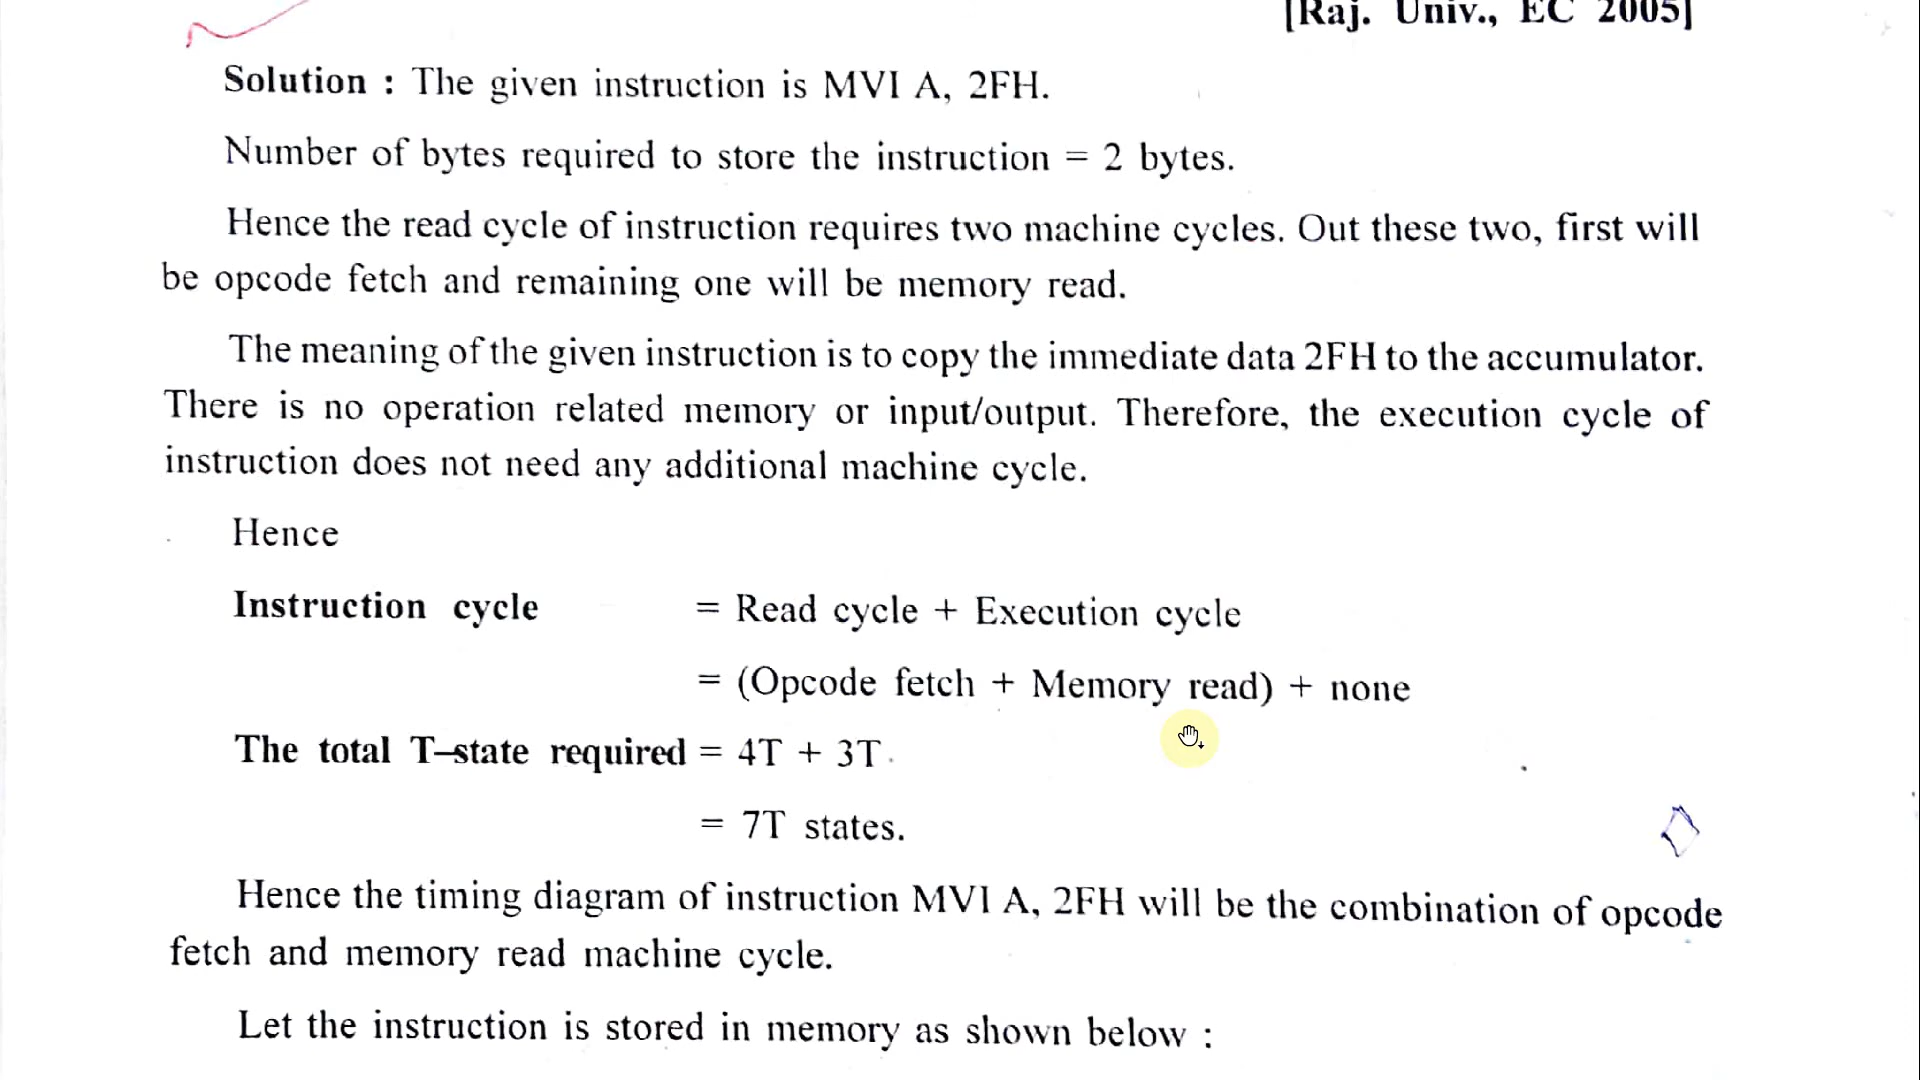 [Raj. Univ., EC 2005]
Solution : The given instruction is MVI A, 2FH.
Number of bytes required to store the instruction = 2 bytes.
Hence the read cycle of instruction requires two machine cycles. Out these two, first will
be opcode fetch and remaining one will be memory read.
The meaning of the given instruction is to copy the immediate data 2FH to the accumulator.
There is no operation related memory or input/output. Therefore, the execution cycle of
instruction does not need any additional machine cycle.
Hence
Instruction cycle = Read cycle + Execution cycle
= (Opcode fetch + Memory read) + none
The total T–state required = 4T + 3T
= 7T states.
Hence the timing diagram of instruction MVI A, 2FH will be the combination of opcode
fetch and memory read machine cycle.
Let the instruction is stored in memory as shown below :